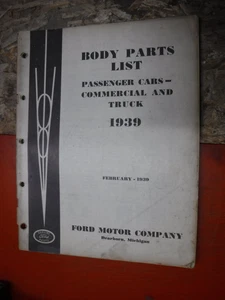 BODY PARTS
LIST
PASSENGER CARS—
COMMERCIAL AND
TRUCK
1939
FEBRUARY - 1939
FORD MOTOR COMPANY
Dearborn, Michigan